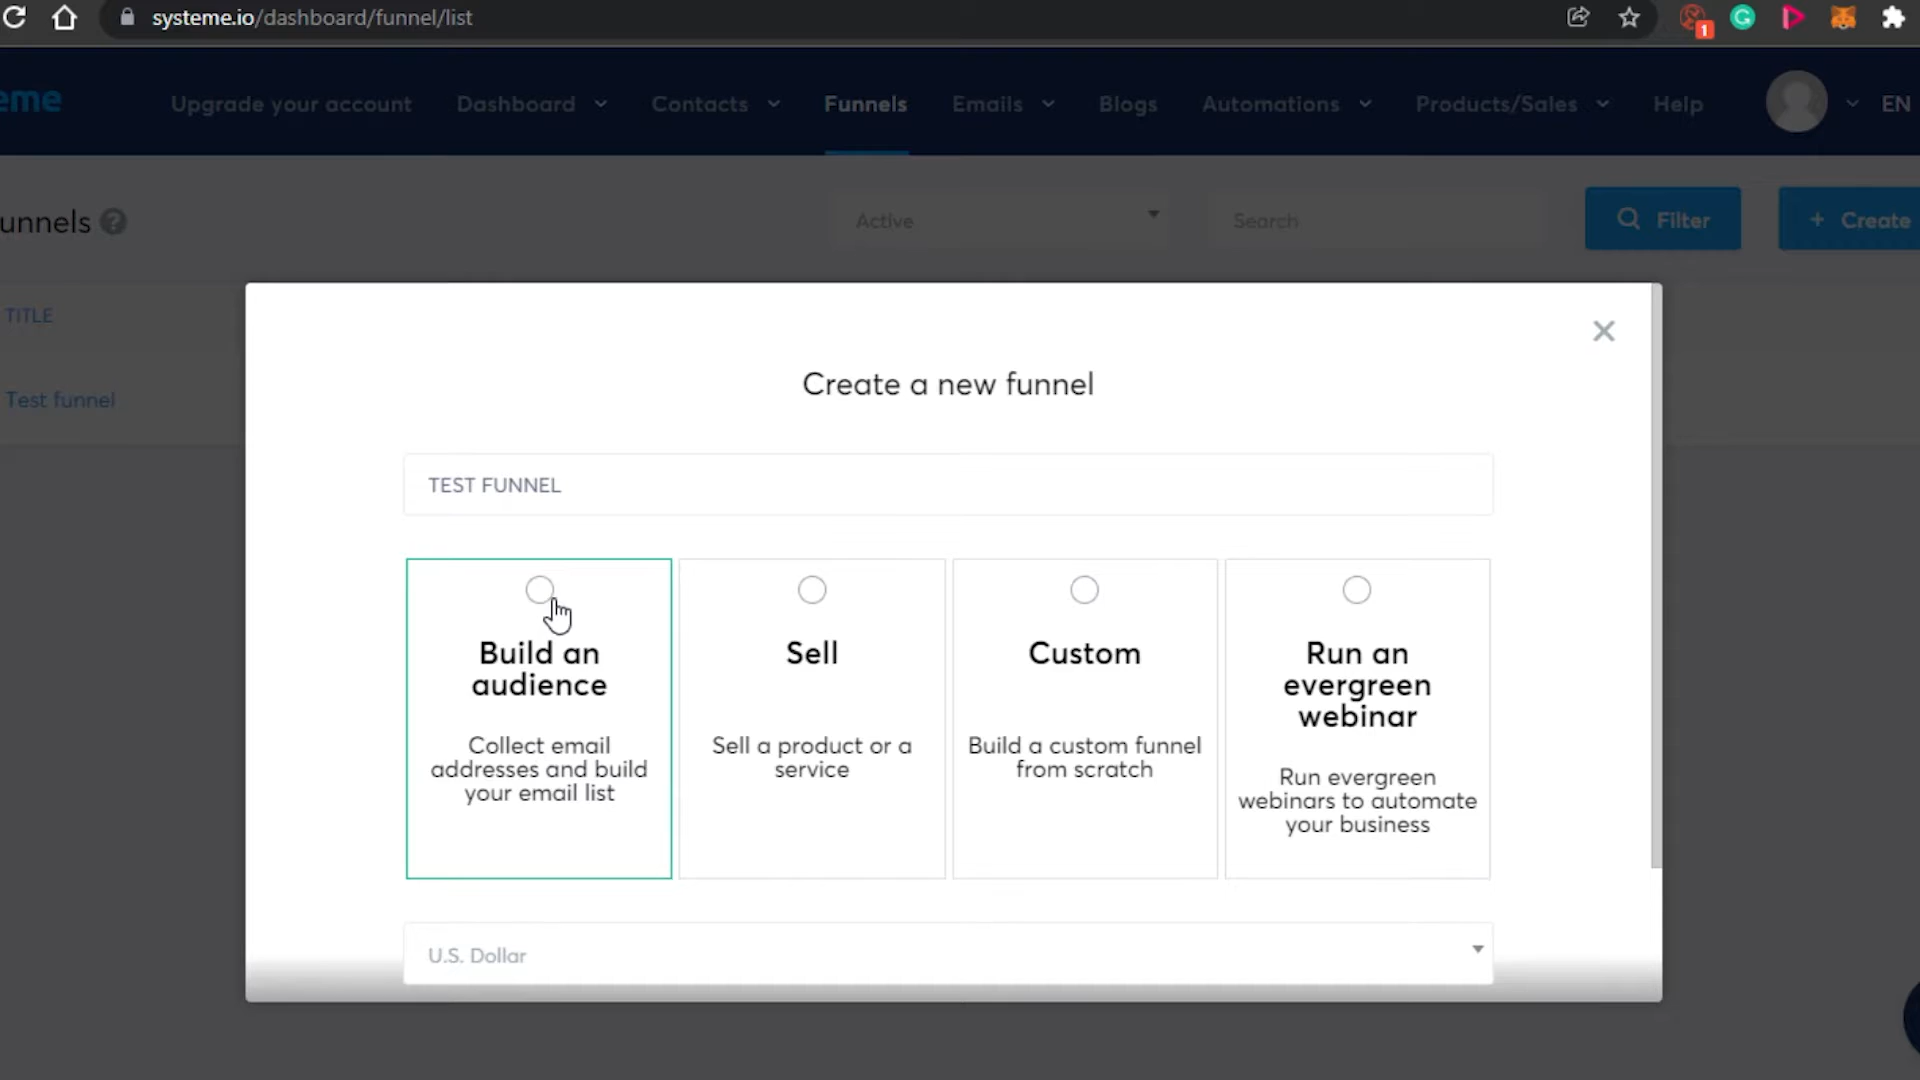 systeme.io/dashboard/funnel/list
1
eme
Upgrade your account
Dashboard
Contacts
Funnels
Emails
Blogs
Automations
Products/Sales
Help
EN
unnels ?
Active
Search
Filter
+ Create
TITLE
Test funnel
Create a new funnel
TEST FUNNEL
Build an
audience
Collect email
addresses and build
your email list
Sell
Sell a product or a
service
Custom
Build a custom funnel
from scratch
Run an
evergreen
webinar
Run evergreen
webinars to automate
your business
U.S. Dollar